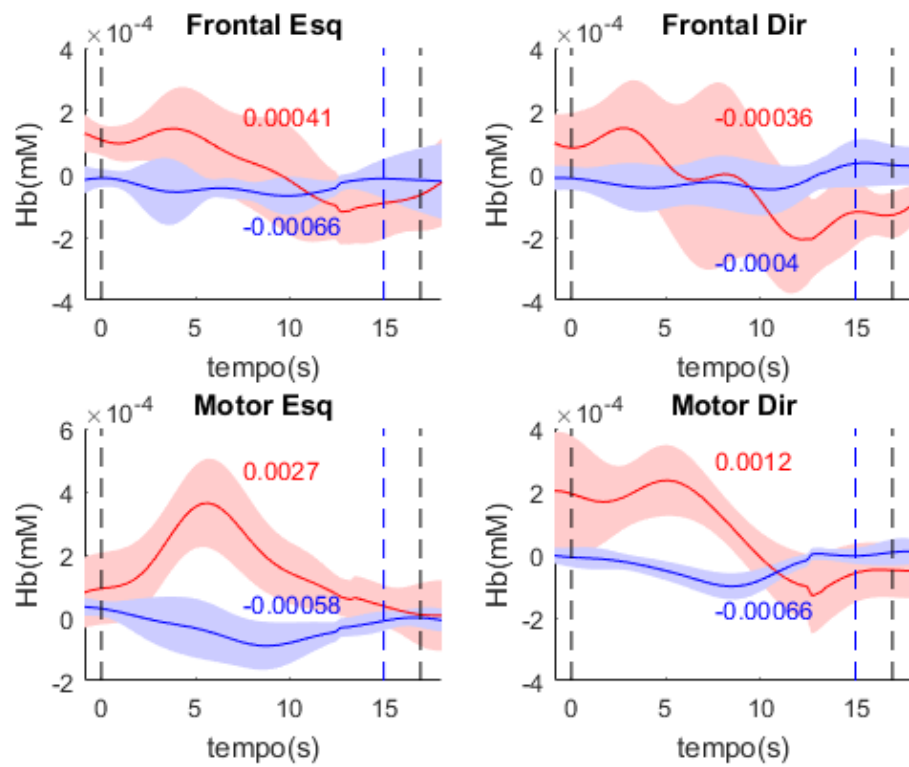 ×10⁻⁴ Frontal Esq
4
2
0
-2
-4
Hb(mM)
0.00041
-0.00066
0 5 10 15
tempo(s)
×10⁻⁴ Frontal Dir
4
2
0
-2
-4
Hb(mM)
-0.00036
-0.0004
0 5 10 15
tempo(s)
×10⁻⁴ Motor Esq
6
4
2
0
-2
Hb(mM)
0.0027
-0.00058
0 5 10 15
tempo(s)
×10⁻⁴ Motor Dir
4
2
0
-2
-4
Hb(mM)
0.0012
-0.00066
0 5 10 15
tempo(s)